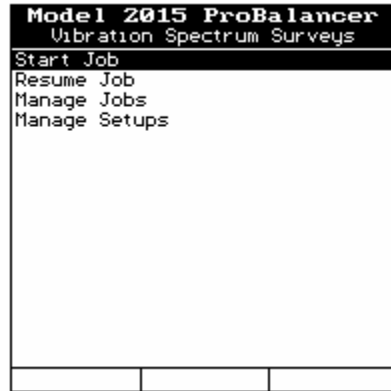 Model 2015 ProBalancer
Vibration Spectrum Surveys
Start Job
Resume Job
Manage Jobs
Manage Setups